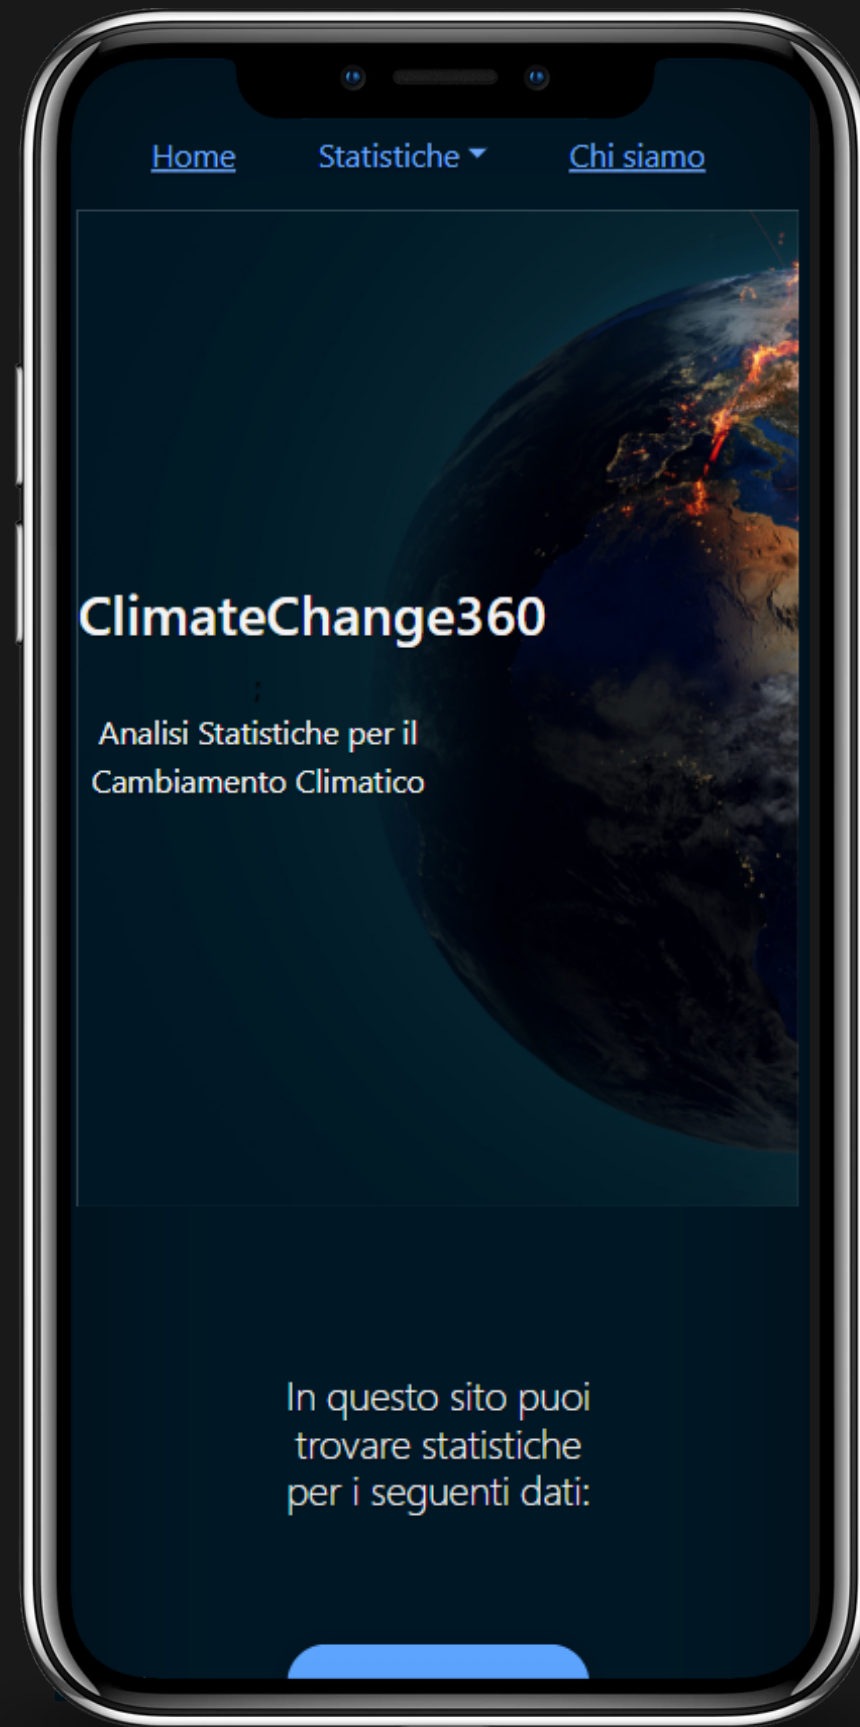 Home Statistiche Chi siamo
ClimateChange360
;
Analisi Statistiche per il
Cambiamento Climatico
In questo sito puoi
trovare statistiche
per i seguenti dati: